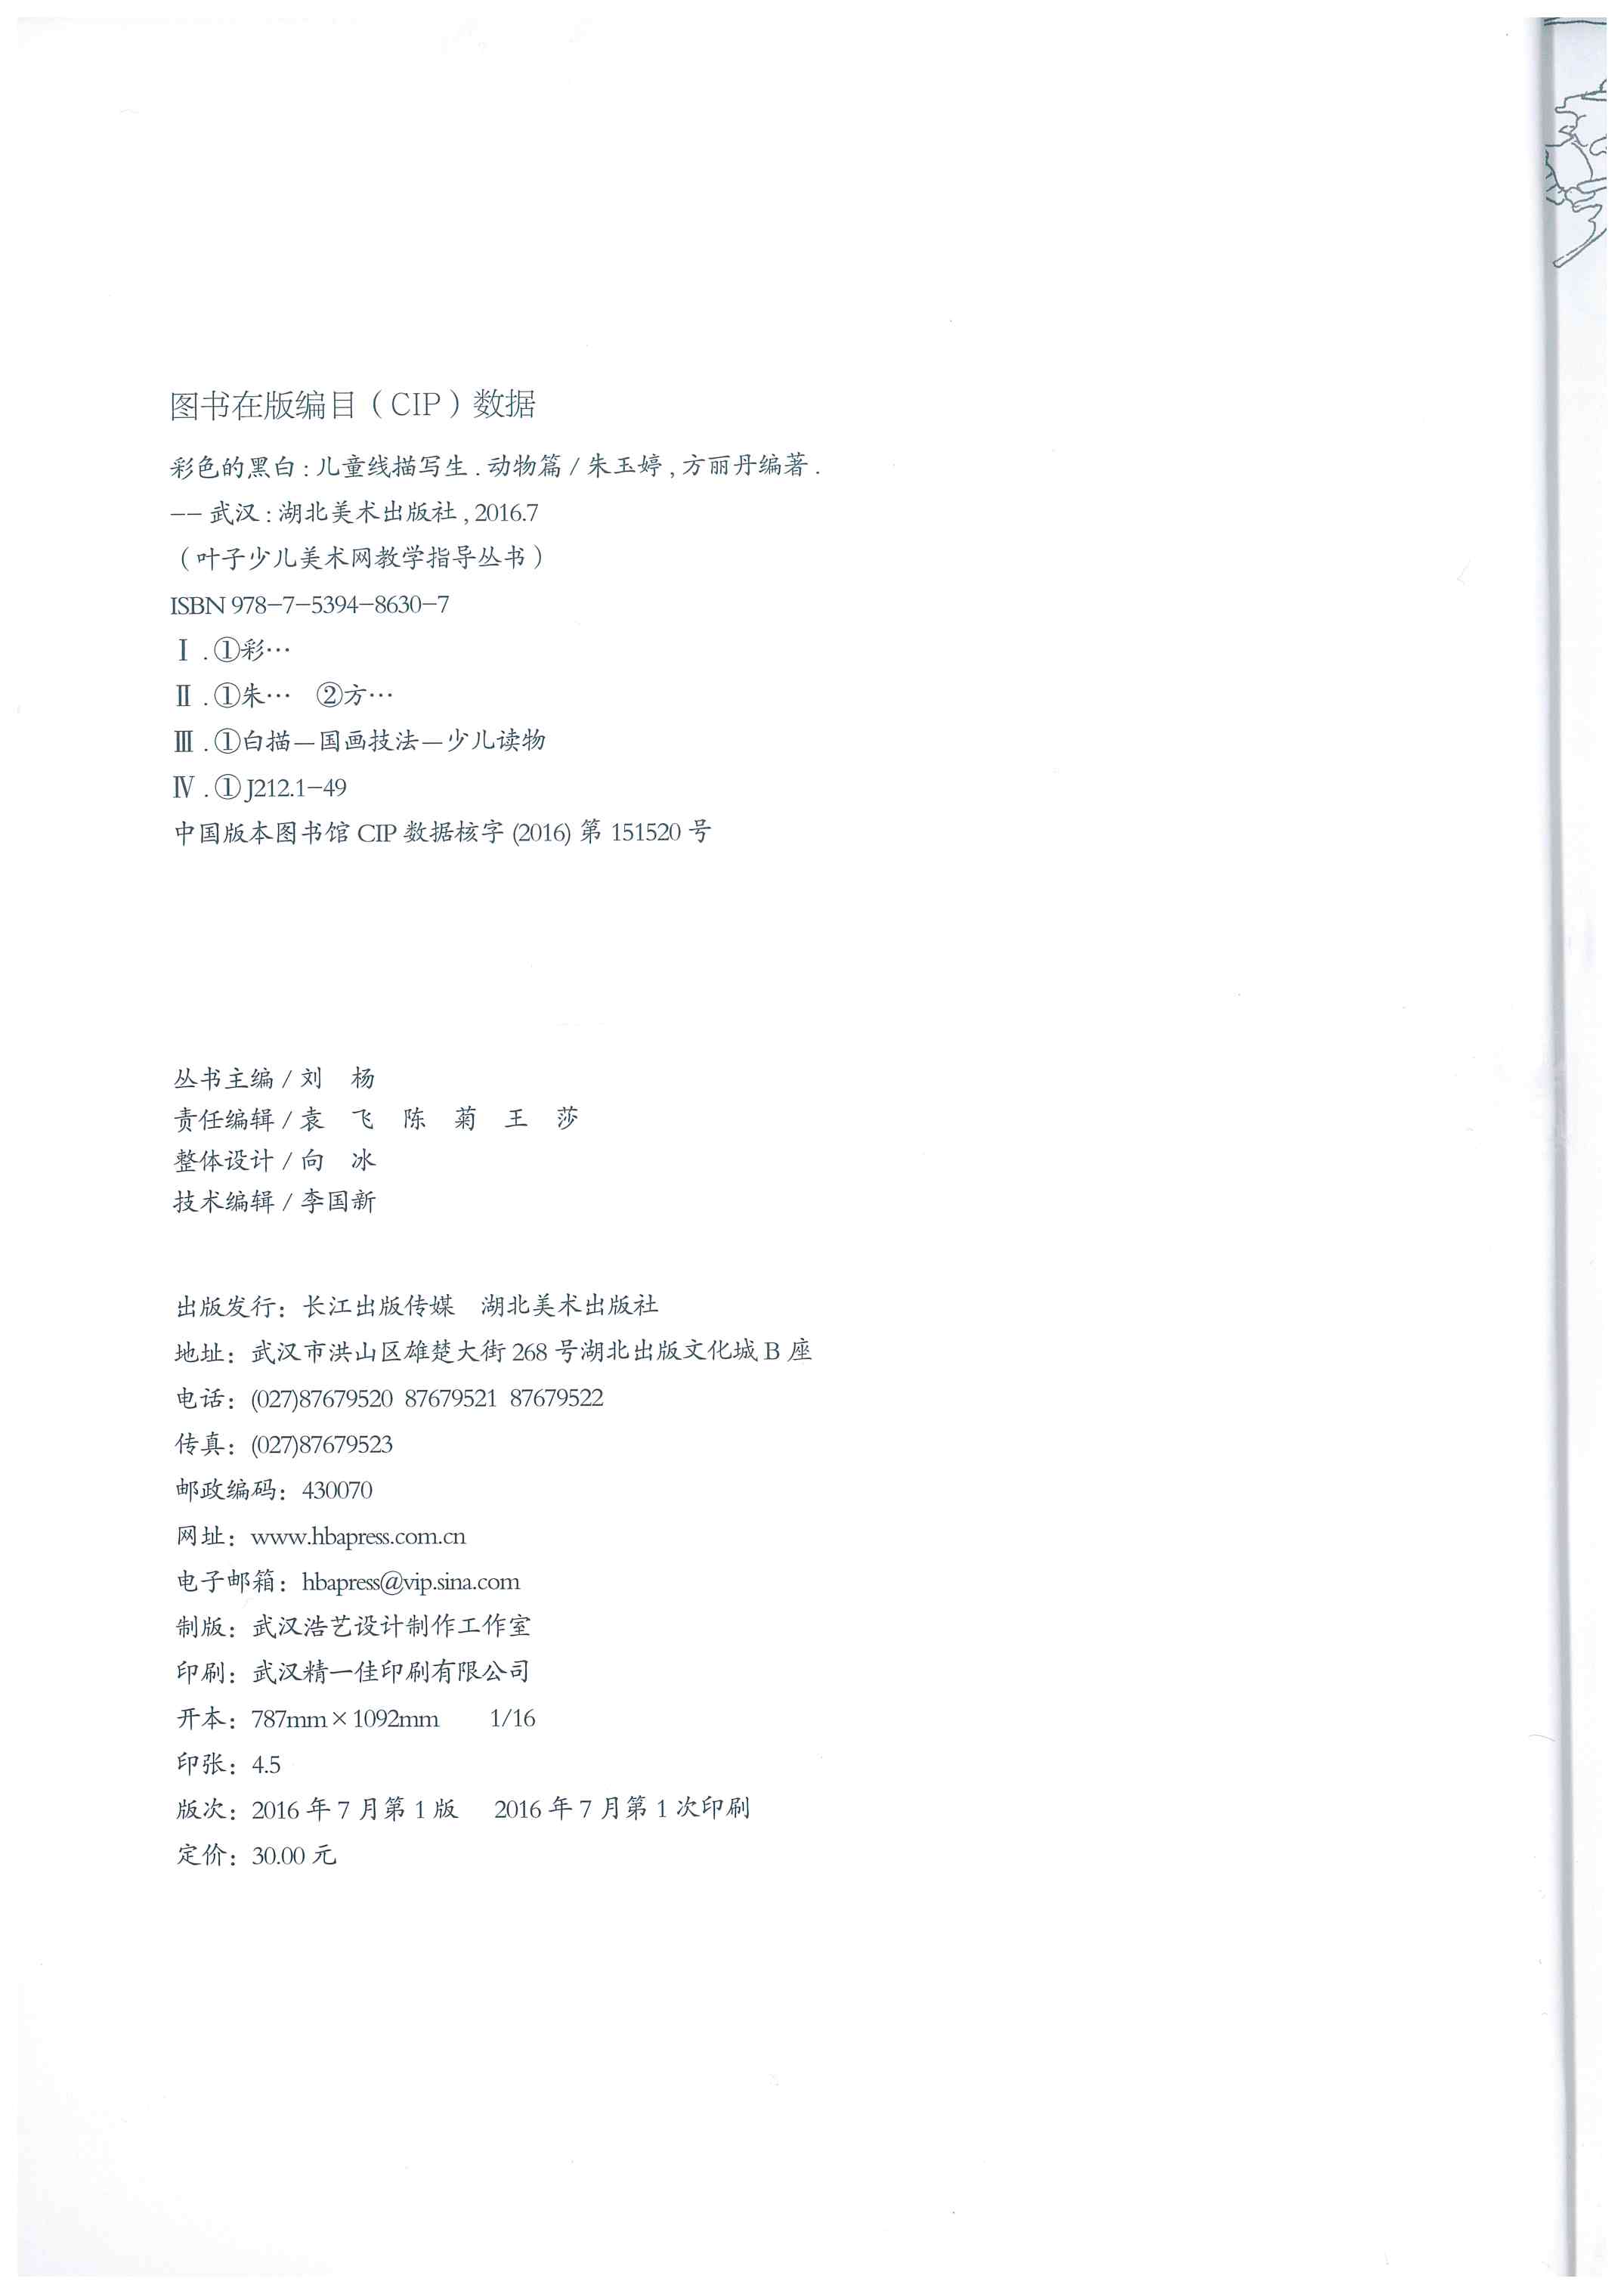 图书在版编目（CIP）数据
彩色的黑白:儿童线描写生.动物篇/朱玉婷,方丽丹编著.
-- 武汉:湖北美术出版社,2016.7
（叶子少儿美术网教学指导丛书）
ISBN 978-7-5394-8630-7
Ⅰ.①彩…
Ⅱ.①朱… ②方…
Ⅲ.①白描—国画技法—少儿读物
Ⅳ.①J212.1-49
中国版本图书馆 CIP 数据核字 (2016) 第 151520 号
丛书主编/刘 杨
责任编辑/袁 飞 陈 菊 王 莎
整体设计/向 冰
技术编辑/李国新
出版发行：长江出版传媒 湖北美术出版社
地址：武汉市洪山区雄楚大街 268 号湖北出版文化城 B 座
电话：(027)87679520 87679521 87679522
传真：(027)87679523
邮政编码：430070
网址：www.hbapress.com.cn
电子邮箱：hbapress@vip.sina.com
制版：武汉浩艺设计制作工作室
印刷：武汉精一佳印刷有限公司
开本：787mm×1092mm 1/16
印张：4.5
版次：2016 年 7 月第 1 版 2016 年 7 月第 1 次印刷
定价：30.00 元